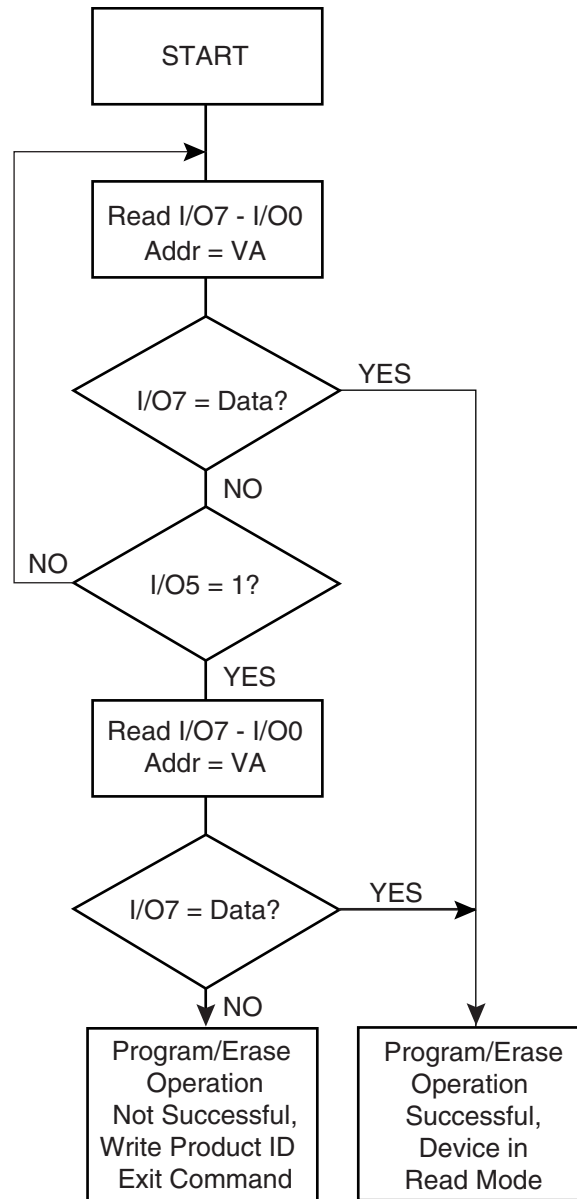 START
Read I/O7 - I/O0
Addr = VA
I/O7 = Data?
YES
NO
NO
I/O5 = 1?
YES
Read I/O7 - I/O0
Addr = VA
I/O7 = Data?
YES
NO
Program/Erase
Operation
Not Successful,
Write Product ID
Exit Command
Program/Erase
Operation
Successful,
Device in
Read Mode